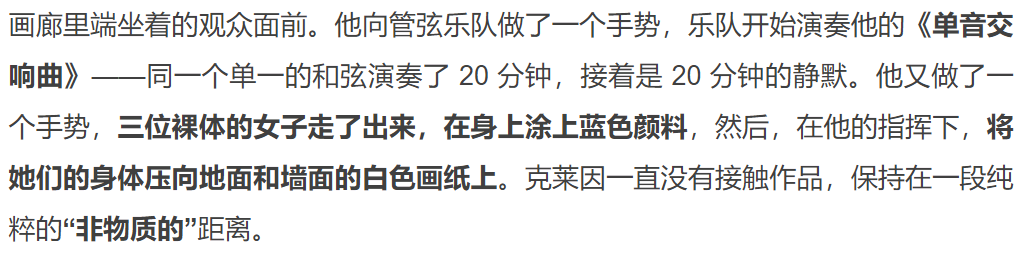 画廊里端坐着的观众面前。他向管弦乐队做了一个手势，乐队开始演奏他的《单音交
响曲》——同一个单一的和弦演奏了 20 分钟，接着是 20 分钟的静默。他又做了一
个手势，三位裸体的女子走了出来，在身上涂上蓝色颜料，然后，在他的指挥下，将
她们的身体压向地面和墙面的白色画纸上。克莱因一直没有接触作品，保持在一段纯
粹的“非物质的”距离。